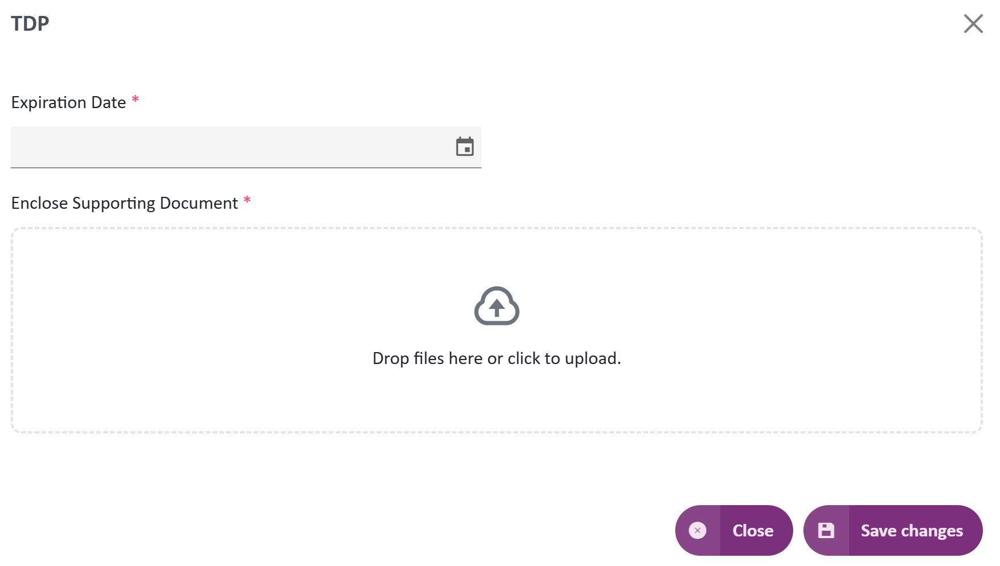 TDP
Expiration Date *
Enclose Supporting Document *
Drop files here or click to upload.
Close
Save changes